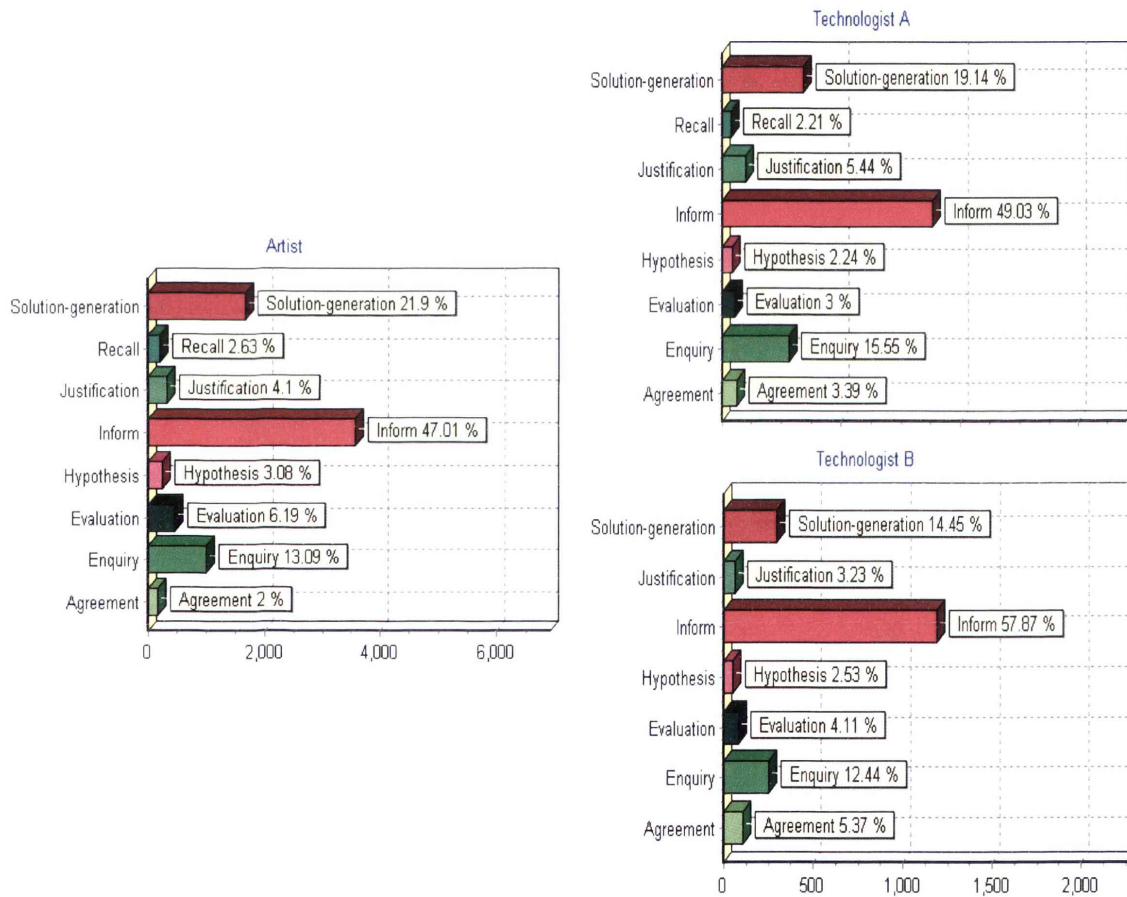 Artist
Solution-generation
Solution-generation 21.9 %
Recall
Recall 2.63 %
Justification
Justification 4.1 %
Inform
Inform 47.01 %
Hypothesis
Hypothesis 3.08 %
Evaluation
Evaluation 6.19 %
Enquiry
Enquiry 13.09 %
Agreement
Agreement 2 %
0 2,000 4,000 6,000
Technologist A
Solution-generation
Solution-generation 19.14 %
Recall
Recall 2.21 %
Justification
Justification 5.44 %
Inform
Inform 49.03 %
Hypothesis
Hypothesis 2.24 %
Evaluation
Evaluation 3 %
Enquiry
Enquiry 15.55 %
Agreement
Agreement 3.39 %
Technologist B
Solution-generation
Solution-generation 14.45 %
Justification
Justification 3.23 %
Inform
Inform 57.87 %
Hypothesis
Hypothesis 2.53 %
Evaluation
Evaluation 4.11 %
Enquiry
Enquiry 12.44 %
Agreement
Agreement 5.37 %
0 500 1,000 1,500 2,000